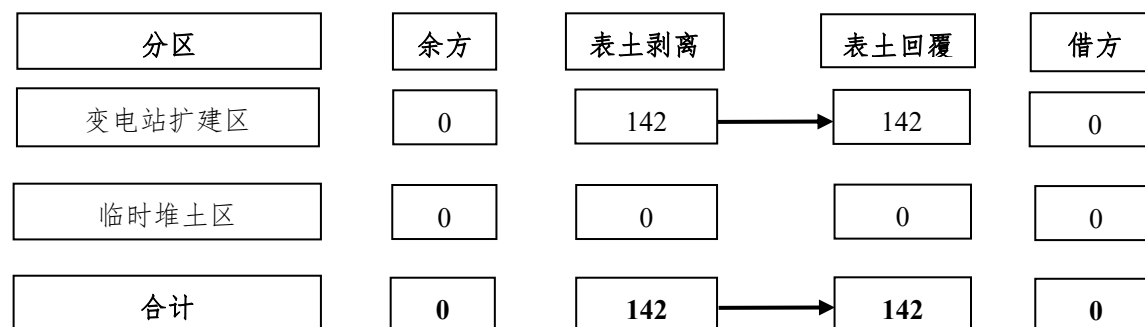 分区 余方 表土剥离 表土回覆 借方
变电站扩建区 0 142 142 0
临时堆土区 0 0 0 0
合计 0 142 142 0